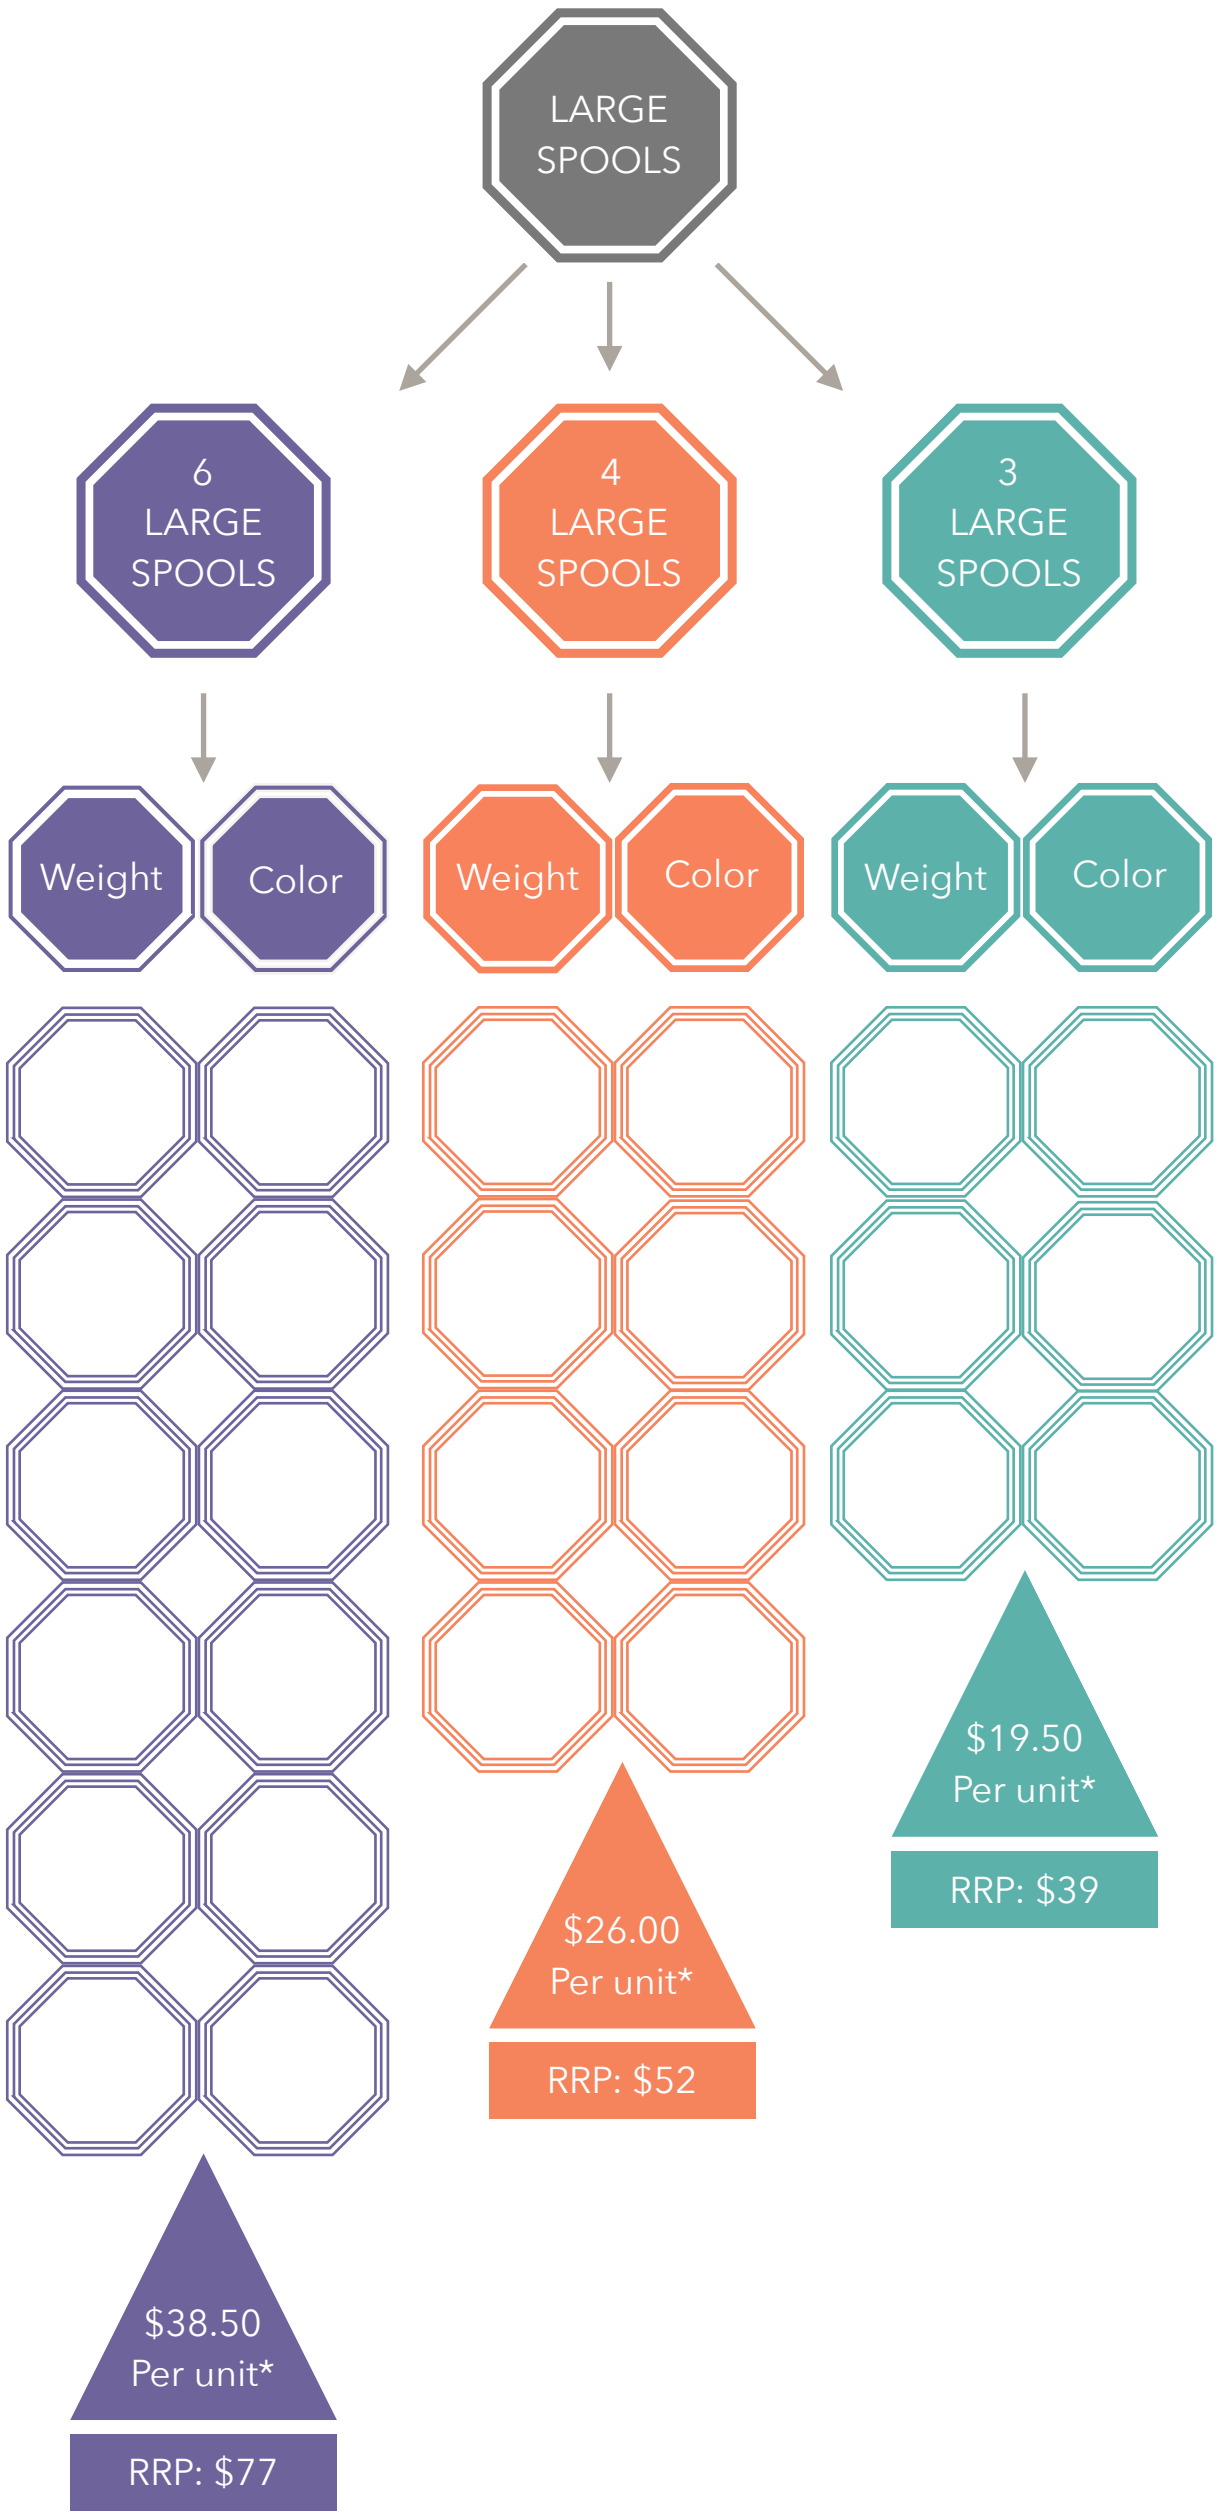 LARGE
SPOOLS
6
LARGE
SPOOLS
4
LARGE
SPOOLS
3
LARGE
SPOOLS
Weight
Color
Weight
Color
Weight
Color
$19.50
Per unit*
RRP: $39
$26.00
Per unit*
RRP: $52
$38.50
Per unit*
RRP: $77